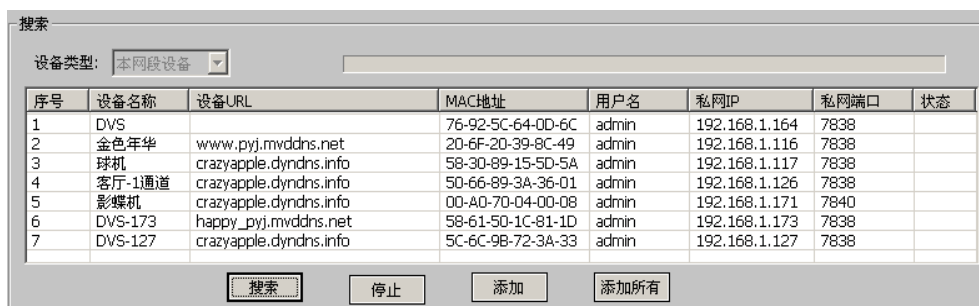 搜索
设备类型: 本网段设备
序号 设备名称 设备URL MAC地址 用户名 私网IP 私网端口 状态
1 DVS 76-92-5C-64-0D-6C admin 192.168.1.164 7838
2 金色年华 www.pyj.mvddns.net 20-6F-20-39-8C-49 admin 192.168.1.116 7838
3 球机 crazyapple.dyndns.info 58-30-89-15-5D-5A admin 192.168.1.117 7838
4 客厅-1通道 crazyapple.dyndns.info 50-66-89-3A-36-01 admin 192.168.1.126 7838
5 影蝶机 crazyapple.dyndns.info 00-A0-70-04-00-08 admin 192.168.1.171 7840
6 DVS-173 happy_pyj.mvddns.net 58-61-50-1C-81-1D admin 192.168.1.173 7838
7 DVS-127 crazyapple.dyndns.info 5C-6C-9B-72-3A-33 admin 192.168.1.127 7838
搜索 停止 添加 添加所有